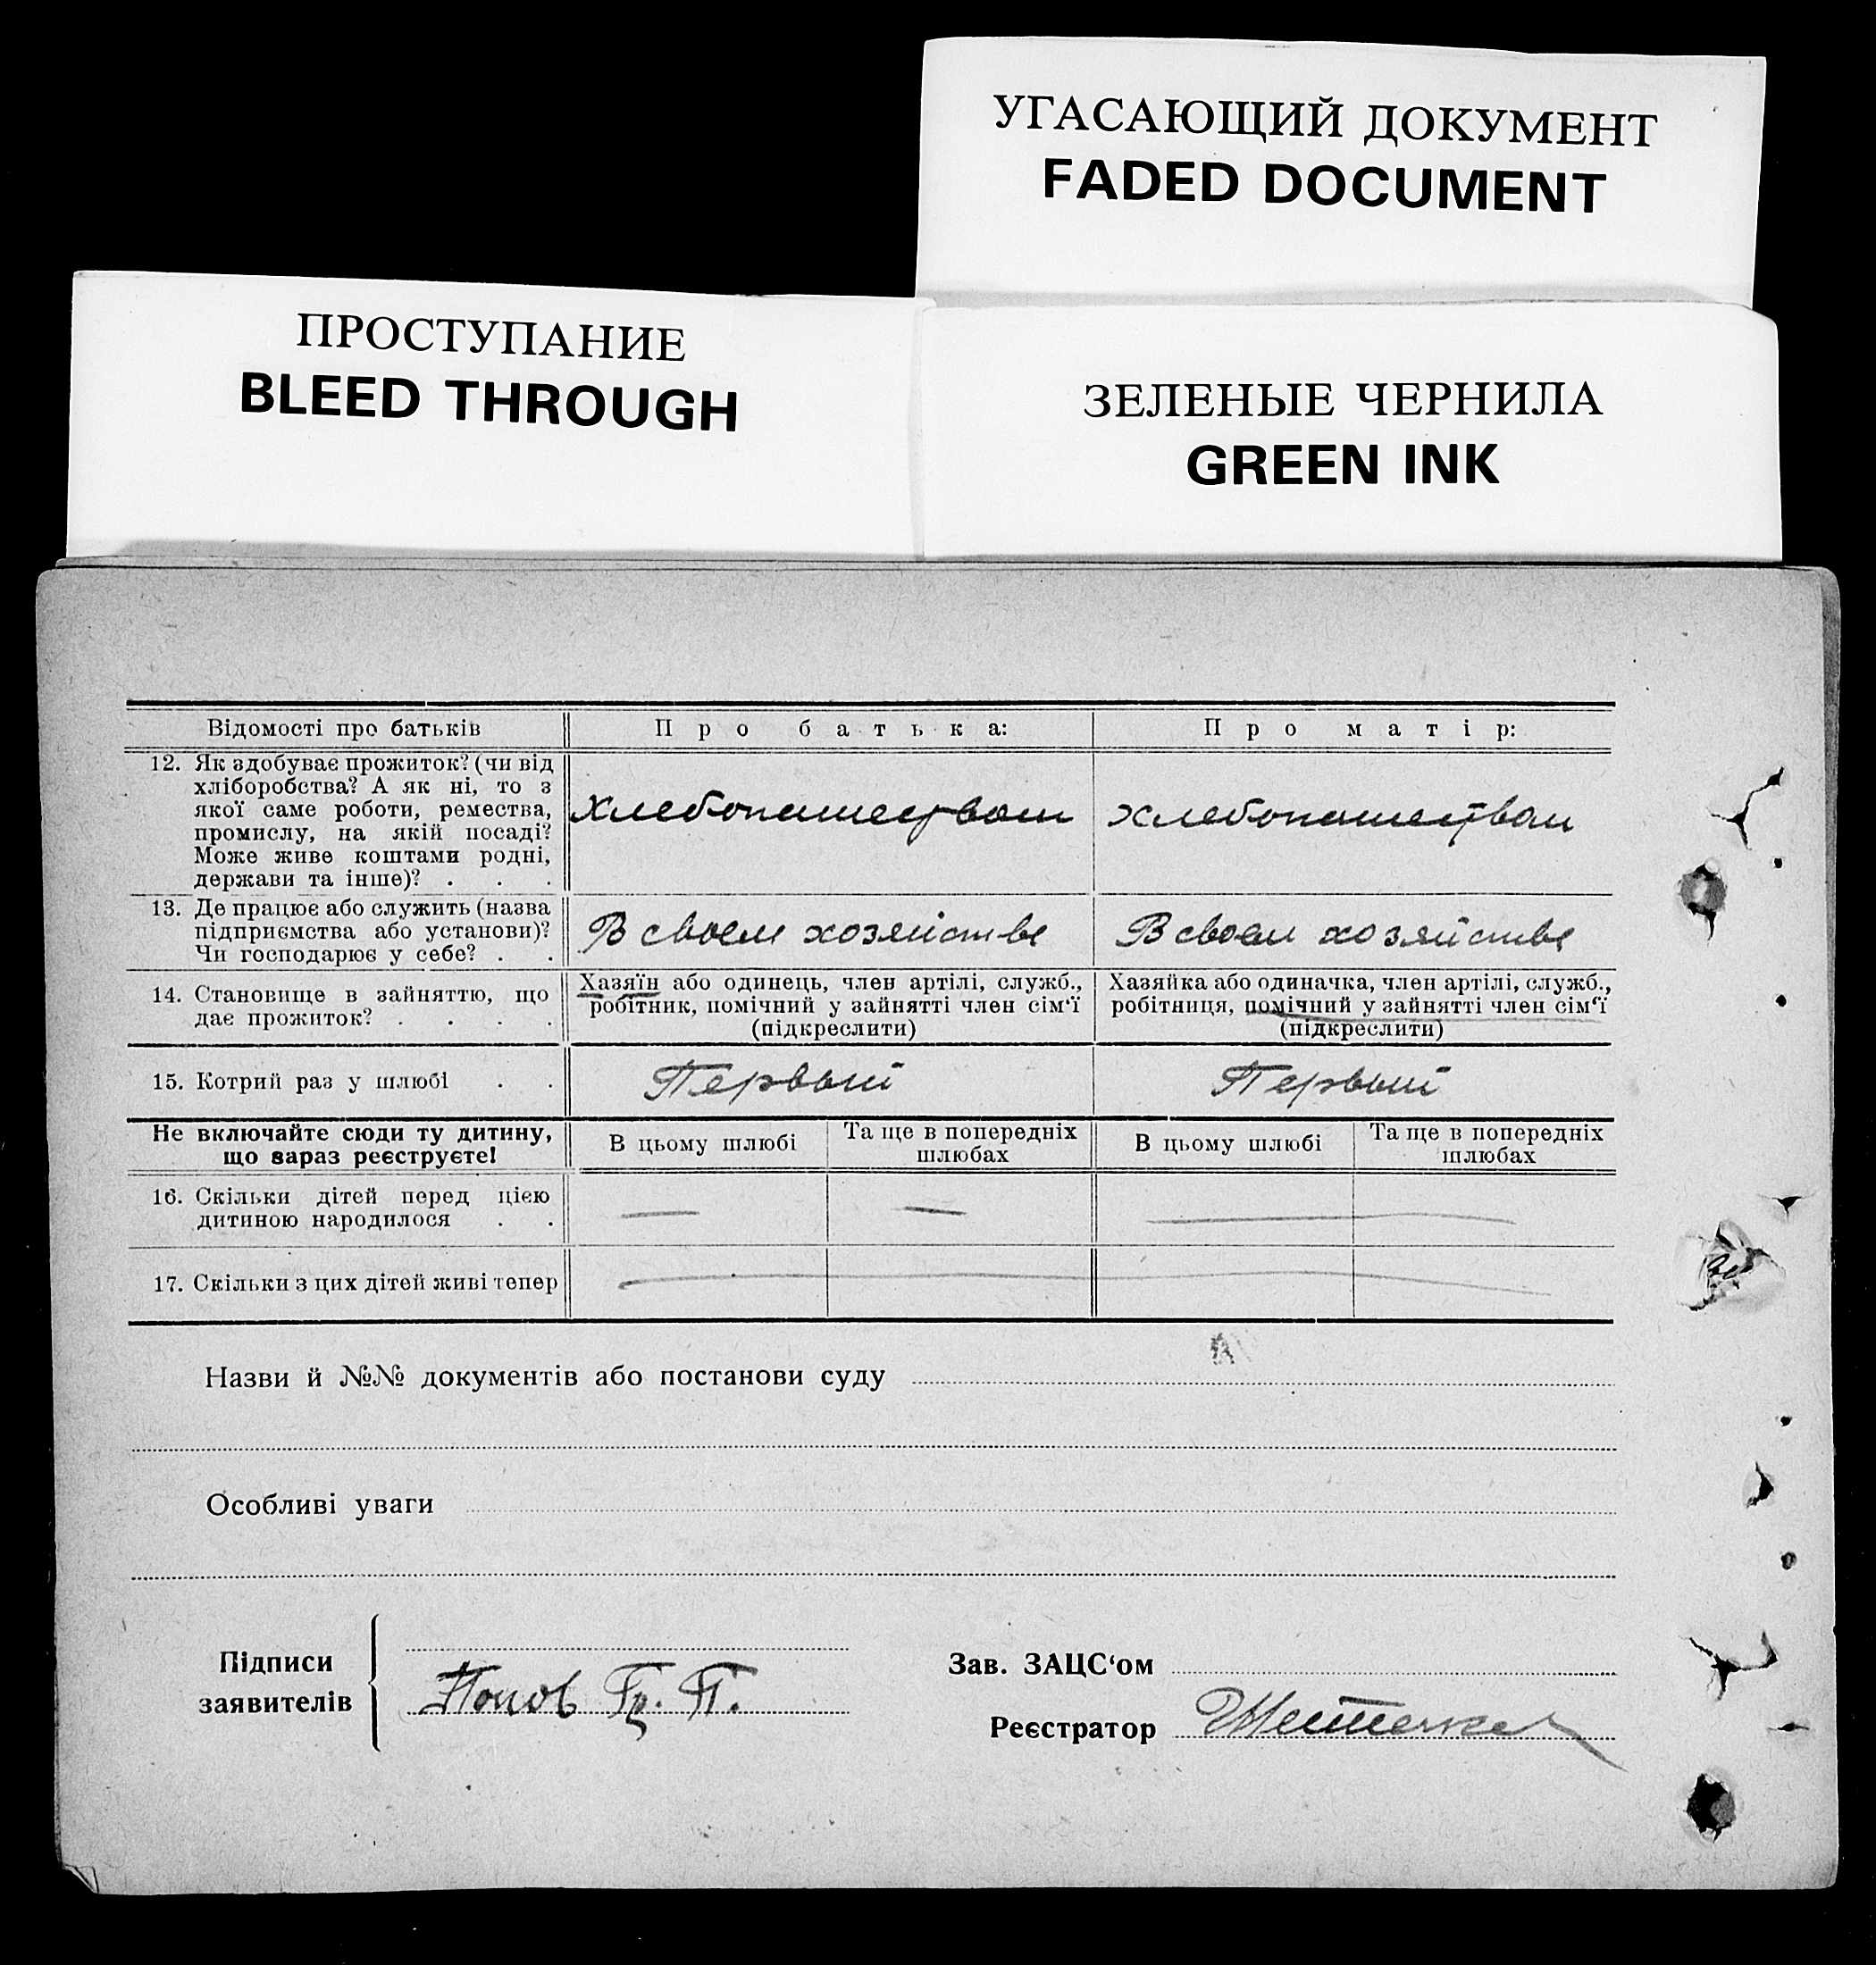 УГАСАЮЩИЙ ДОКУМЕНТ
FADED DOCUMENT
ПРОСТУПАНИЕ
BLEED THROUGH
ЗЕЛЕНЫЕ ЧЕРНИЛА
GREEN INK
Відомості про батьків
Про батька:
Про матір:
12. Як здобуває прожиток? (чи від
хліборобства? А як ні, то з
якої саме роботи, ремества,
промислу, на якій посаді?
Може живе коштами родні,
держави та інше)? . . .
Хлебопашеством
хлебопашеством
13. Де працює або служить (назва
підприємства або установи)?
Чи господарює у себе? . .
В своем хозяйстве
В своем хозяйстве
14. Становище в зайняттю, що
дає прожиток? . . . .
Хазяїн або одинець, член артілі, служб.,
робітник, помічний у зайнятті член сім‘ї
(підкреслити)
Хазяйка або одиначка, член артілі, служб.,
робітниця, помічний у зайнятті член сім‘ї
(підкреслити)
15. Котрий раз у шлюбі . .
Первый
Первый
Не включайте сюди ту дитину,
що зараз реєструєте!
В цьому шлюбі
Та ще в попередніх
шлюбах
В цьому шлюбі
Та ще в попередніх
шлюбах
16. Скільки дітей перед цією
дитиною народилося . .
— — —
17. Скільки з цих дітей живі тепер
—
Назви й №№ документів або постанови суду
Особливі уваги
Підписи
заявителів
Попов Гр. П.
Зав. ЗАЦС‘ом
Реєстратор